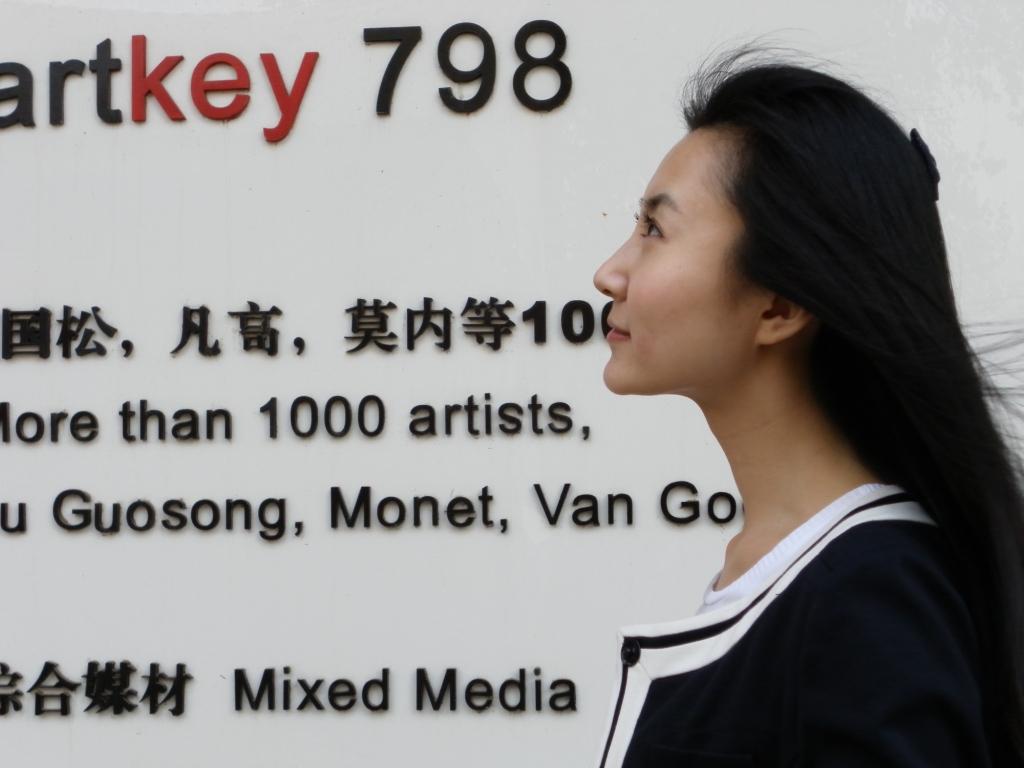 artkey 798
国松，凡高，莫内等10
More than 1000 artists,
u Guosong, Monet, Van Go
综合媒材 Mixed Media